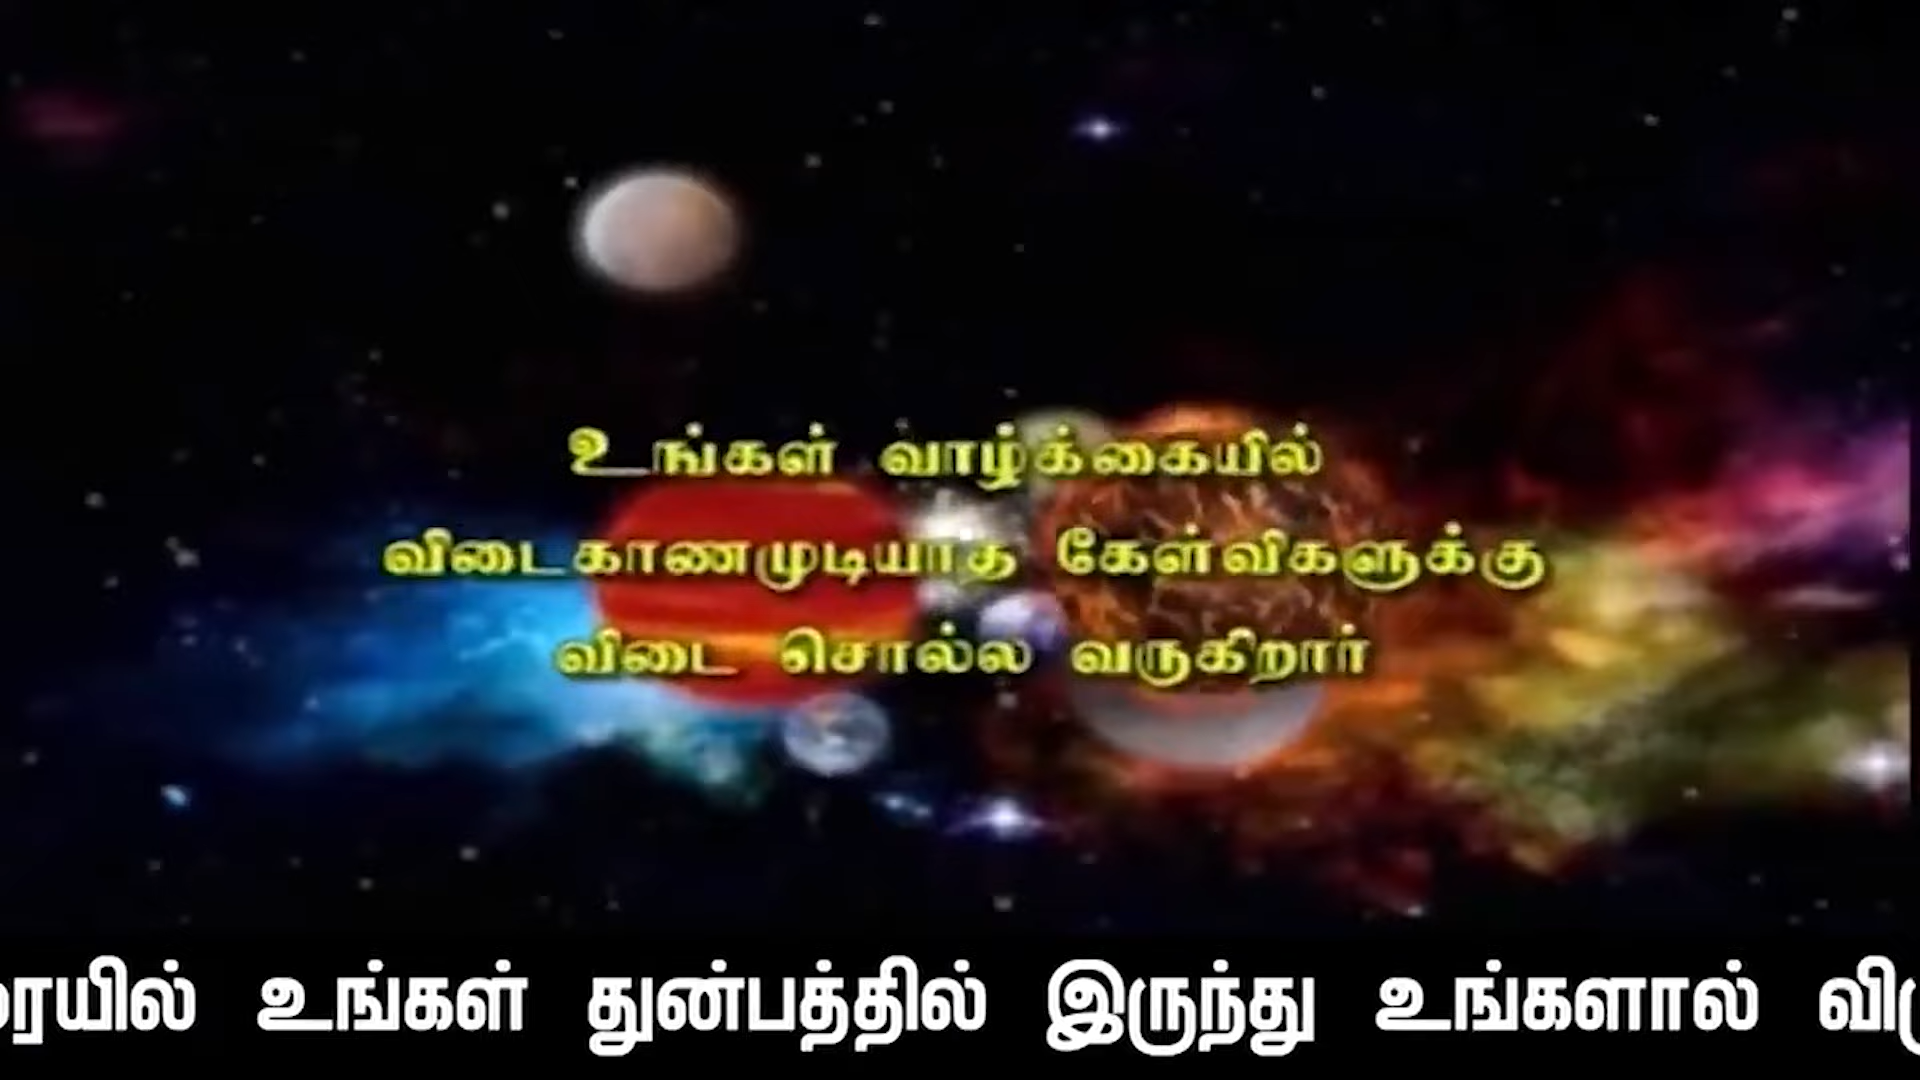 உங்கள் வாழ்க்கையில்
விடைகாணமுடியாத கேள்விகளுக்கு
விடை சொல்ல வருகிறார்
உங்கள் துன்பத்தில் இருந்து உங்களால்